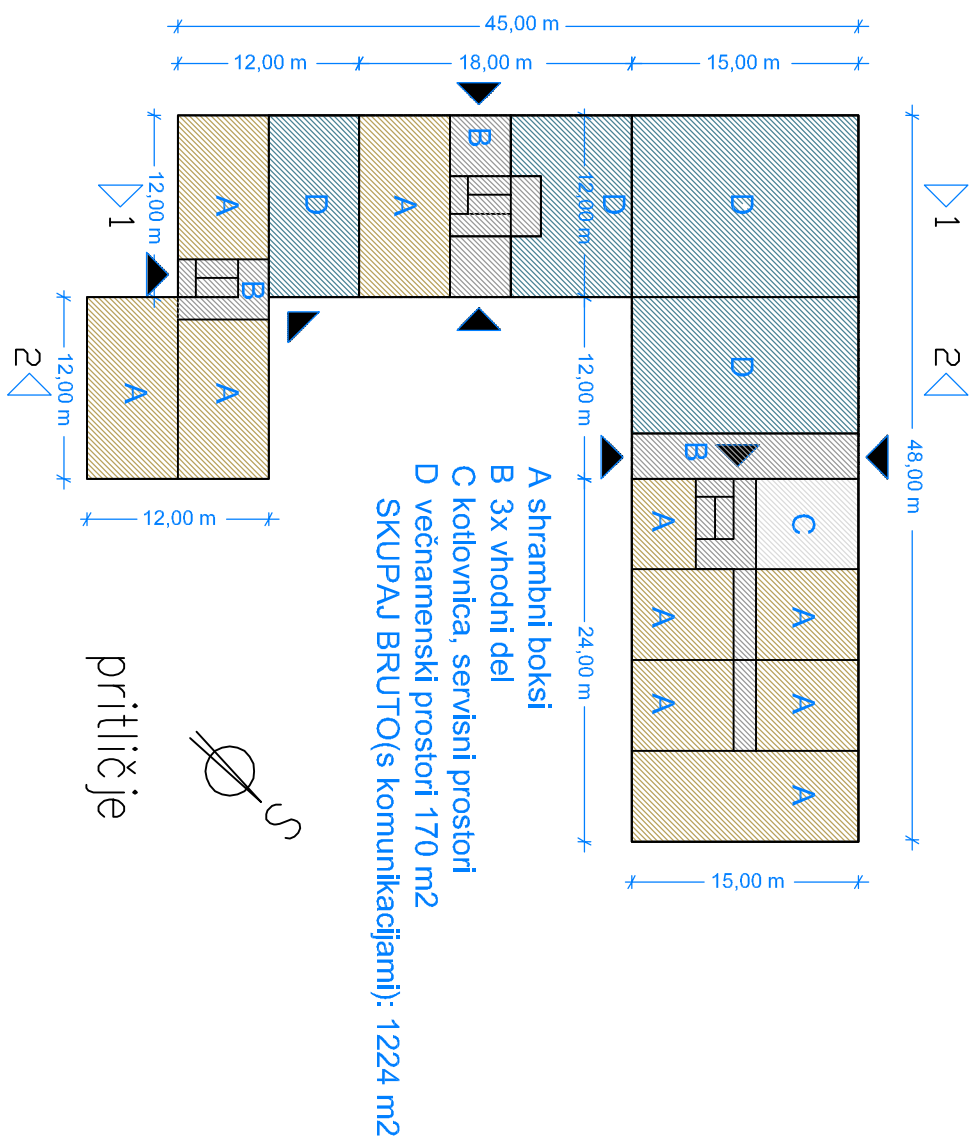 45,00 m
12,00 m
18,00 m
15,00 m
12,00 m
12,00 m
48,00 m
1
1
2
2
12,00 m
12,00 m
24,00 m
12,00 m
15,00 m
A
D
A
B
D
D
B
A
A
D
B
A
C
A
A
A
A
A
A shrambni boksi
B 3x vhodni del
C kotlovnica, servisni prostori
D večnamenski prostori 170 m2
SKUPAJ BRUTO(s komunikacijami): 1224 m2
S
pritličje